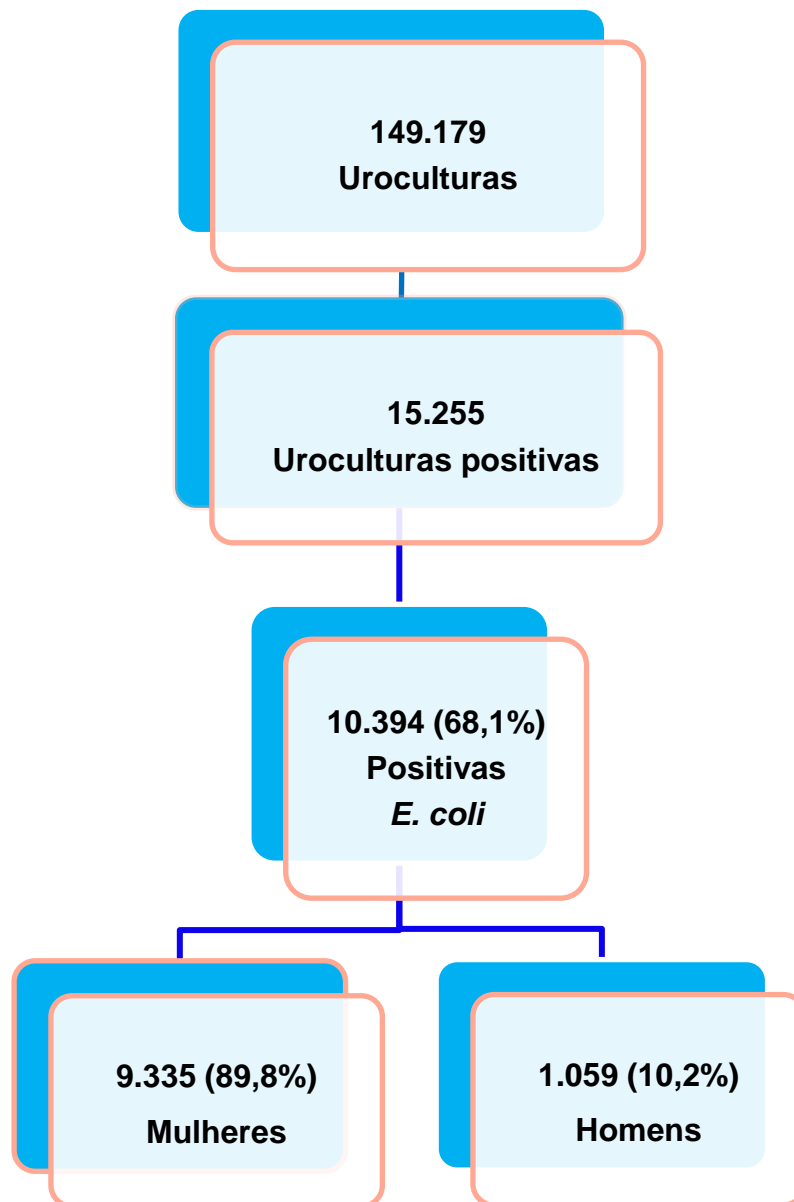 149.179
Uroculturas
15.255
Uroculturas positivas
10.394 (68,1%)
Positivas
E. coli
9.335 (89,8%)
Mulheres
1.059 (10,2%)
Homens